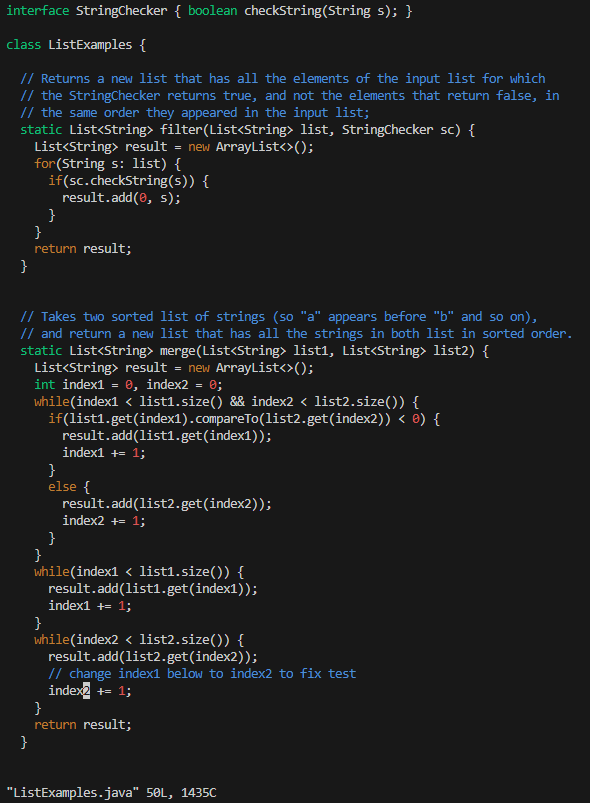 interface StringChecker { boolean checkString(String s); }
class ListExamples {
// Returns a new list that has all the elements of the input list for which
// the StringChecker returns true, and not the elements that return false, in
// the same order they appeared in the input list;
static List<String> filter(List<String> list, StringChecker sc) {
List<String> result = new ArrayList<>();
for(String s: list) {
if(sc.checkString(s)) {
result.add(0, s);
}
}
return result;
}
// Takes two sorted list of strings (so "a" appears before "b" and so on),
// and return a new list that has all the strings in both list in sorted order.
static List<String> merge(List<String> list1, List<String> list2) {
List<String> result = new ArrayList<>();
int index1 = 0, index2 = 0;
while(index1 < list1.size() && index2 < list2.size()) {
if(list1.get(index1).compareTo(list2.get(index2)) < 0) {
result.add(list1.get(index1));
index1 += 1;
}
else {
result.add(list2.get(index2));
index2 += 1;
}
}
while(index1 < list1.size()) {
result.add(list1.get(index1));
index1 += 1;
}
while(index2 < list2.size()) {
result.add(list2.get(index2));
// change index1 below to index2 to fix test
index2 += 1;
}
return result;
}
"ListExamples.java" 50L, 1435C